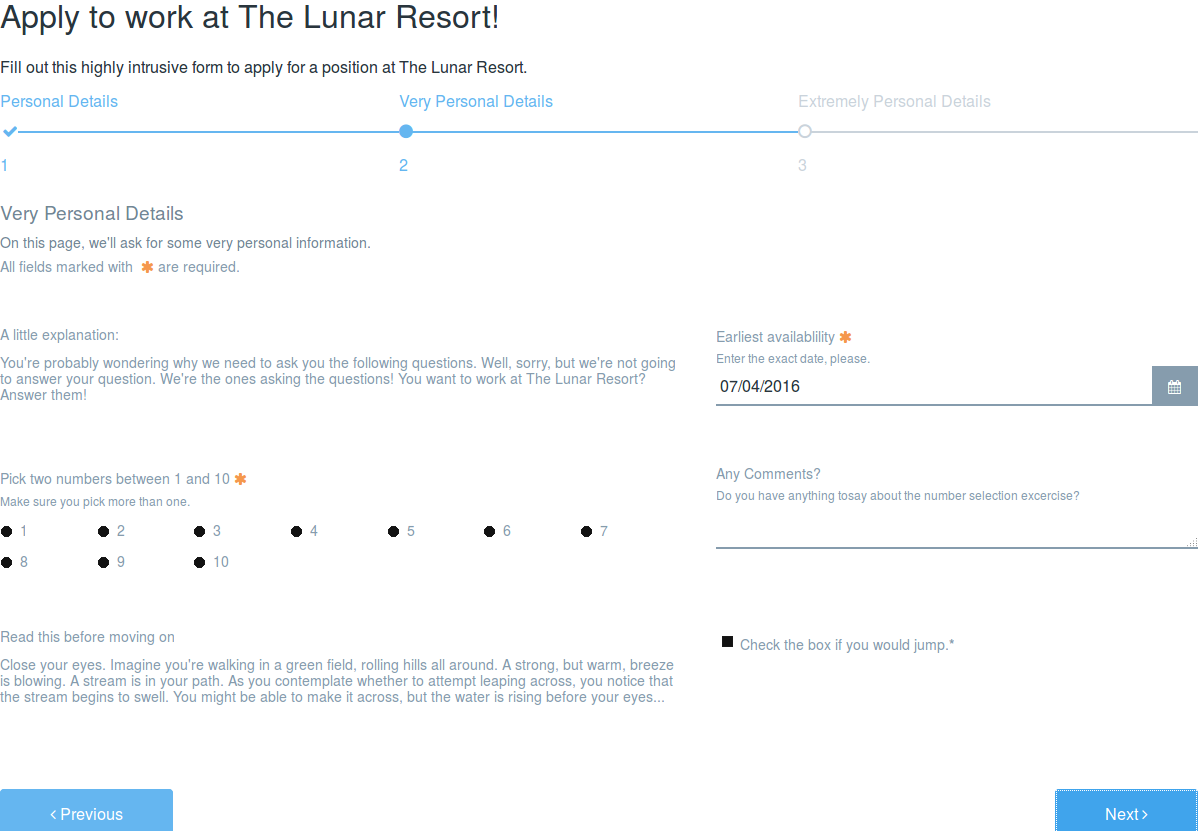 Apply to work at The Lunar Resort!
Fill out this highly intrusive form to apply for a position at The Lunar Resort.
Personal Details Very Personal Details Extremely Personal Details
1 2 3
Very Personal Details
On this page, we'll ask for some very personal information.
All fields marked with ✱ are required.
A little explanation:
You're probably wondering why we need to ask you the following questions. Well, sorry, but we're not going
to answer your question. We're the ones asking the questions! You want to work at The Lunar Resort?
Answer them!
Earliest availablility ✱
Enter the exact date, please.
07/04/2016
Pick two numbers between 1 and 10 ✱
Make sure you pick more than one.
1 2 3 4 5 6 7
8 9 10
Any Comments?
Do you have anything tosay about the number selection excercise?
Read this before moving on
Close your eyes. Imagine you're walking in a green field, rolling hills all around. A strong, but warm, breeze
is blowing. A stream is in your path. As you contemplate whether to attempt leaping across, you notice that
the stream begins to swell. You might be able to make it across, but the water is rising before your eyes...
Check the box if you would jump.*
‹ Previous
Next ›